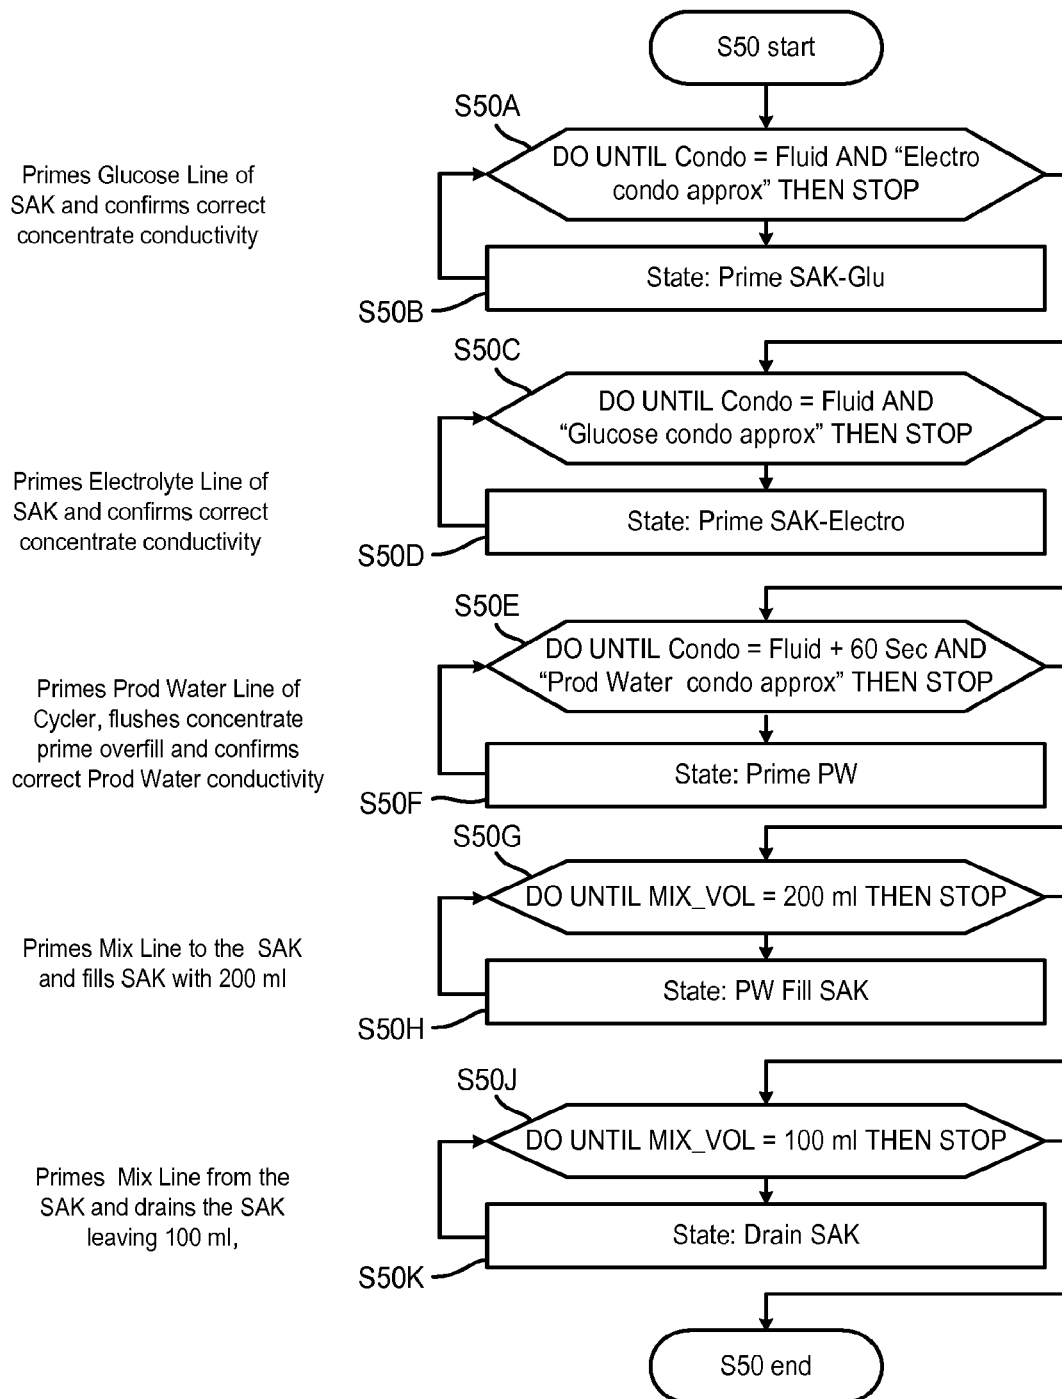 S50 start
S50A
Primes Glucose Line of
SAK and confirms correct
concentrate conductivity
DO UNTIL Condo = Fluid AND “Electro
condo approx” THEN STOP
State: Prime SAK-Glu
S50B
S50C
DO UNTIL Condo = Fluid AND
“Glucose condo approx” THEN STOP
Primes Electrolyte Line of
SAK and confirms correct
concentrate conductivity
State: Prime SAK-Electro
S50D
S50E
DO UNTIL Condo = Fluid + 60 Sec AND
“Prod Water condo approx” THEN STOP
Primes Prod Water Line of
Cycler, flushes concentrate
prime overfill and confirms
correct Prod Water conductivity
State: Prime PW
S50F
S50G
DO UNTIL MIX_VOL = 200 ml THEN STOP
Primes Mix Line to the SAK
and fills SAK with 200 ml
State: PW Fill SAK
S50H
S50J
DO UNTIL MIX_VOL = 100 ml THEN STOP
Primes Mix Line from the
SAK and drains the SAK
leaving 100 ml,
State: Drain SAK
S50K
S50 end